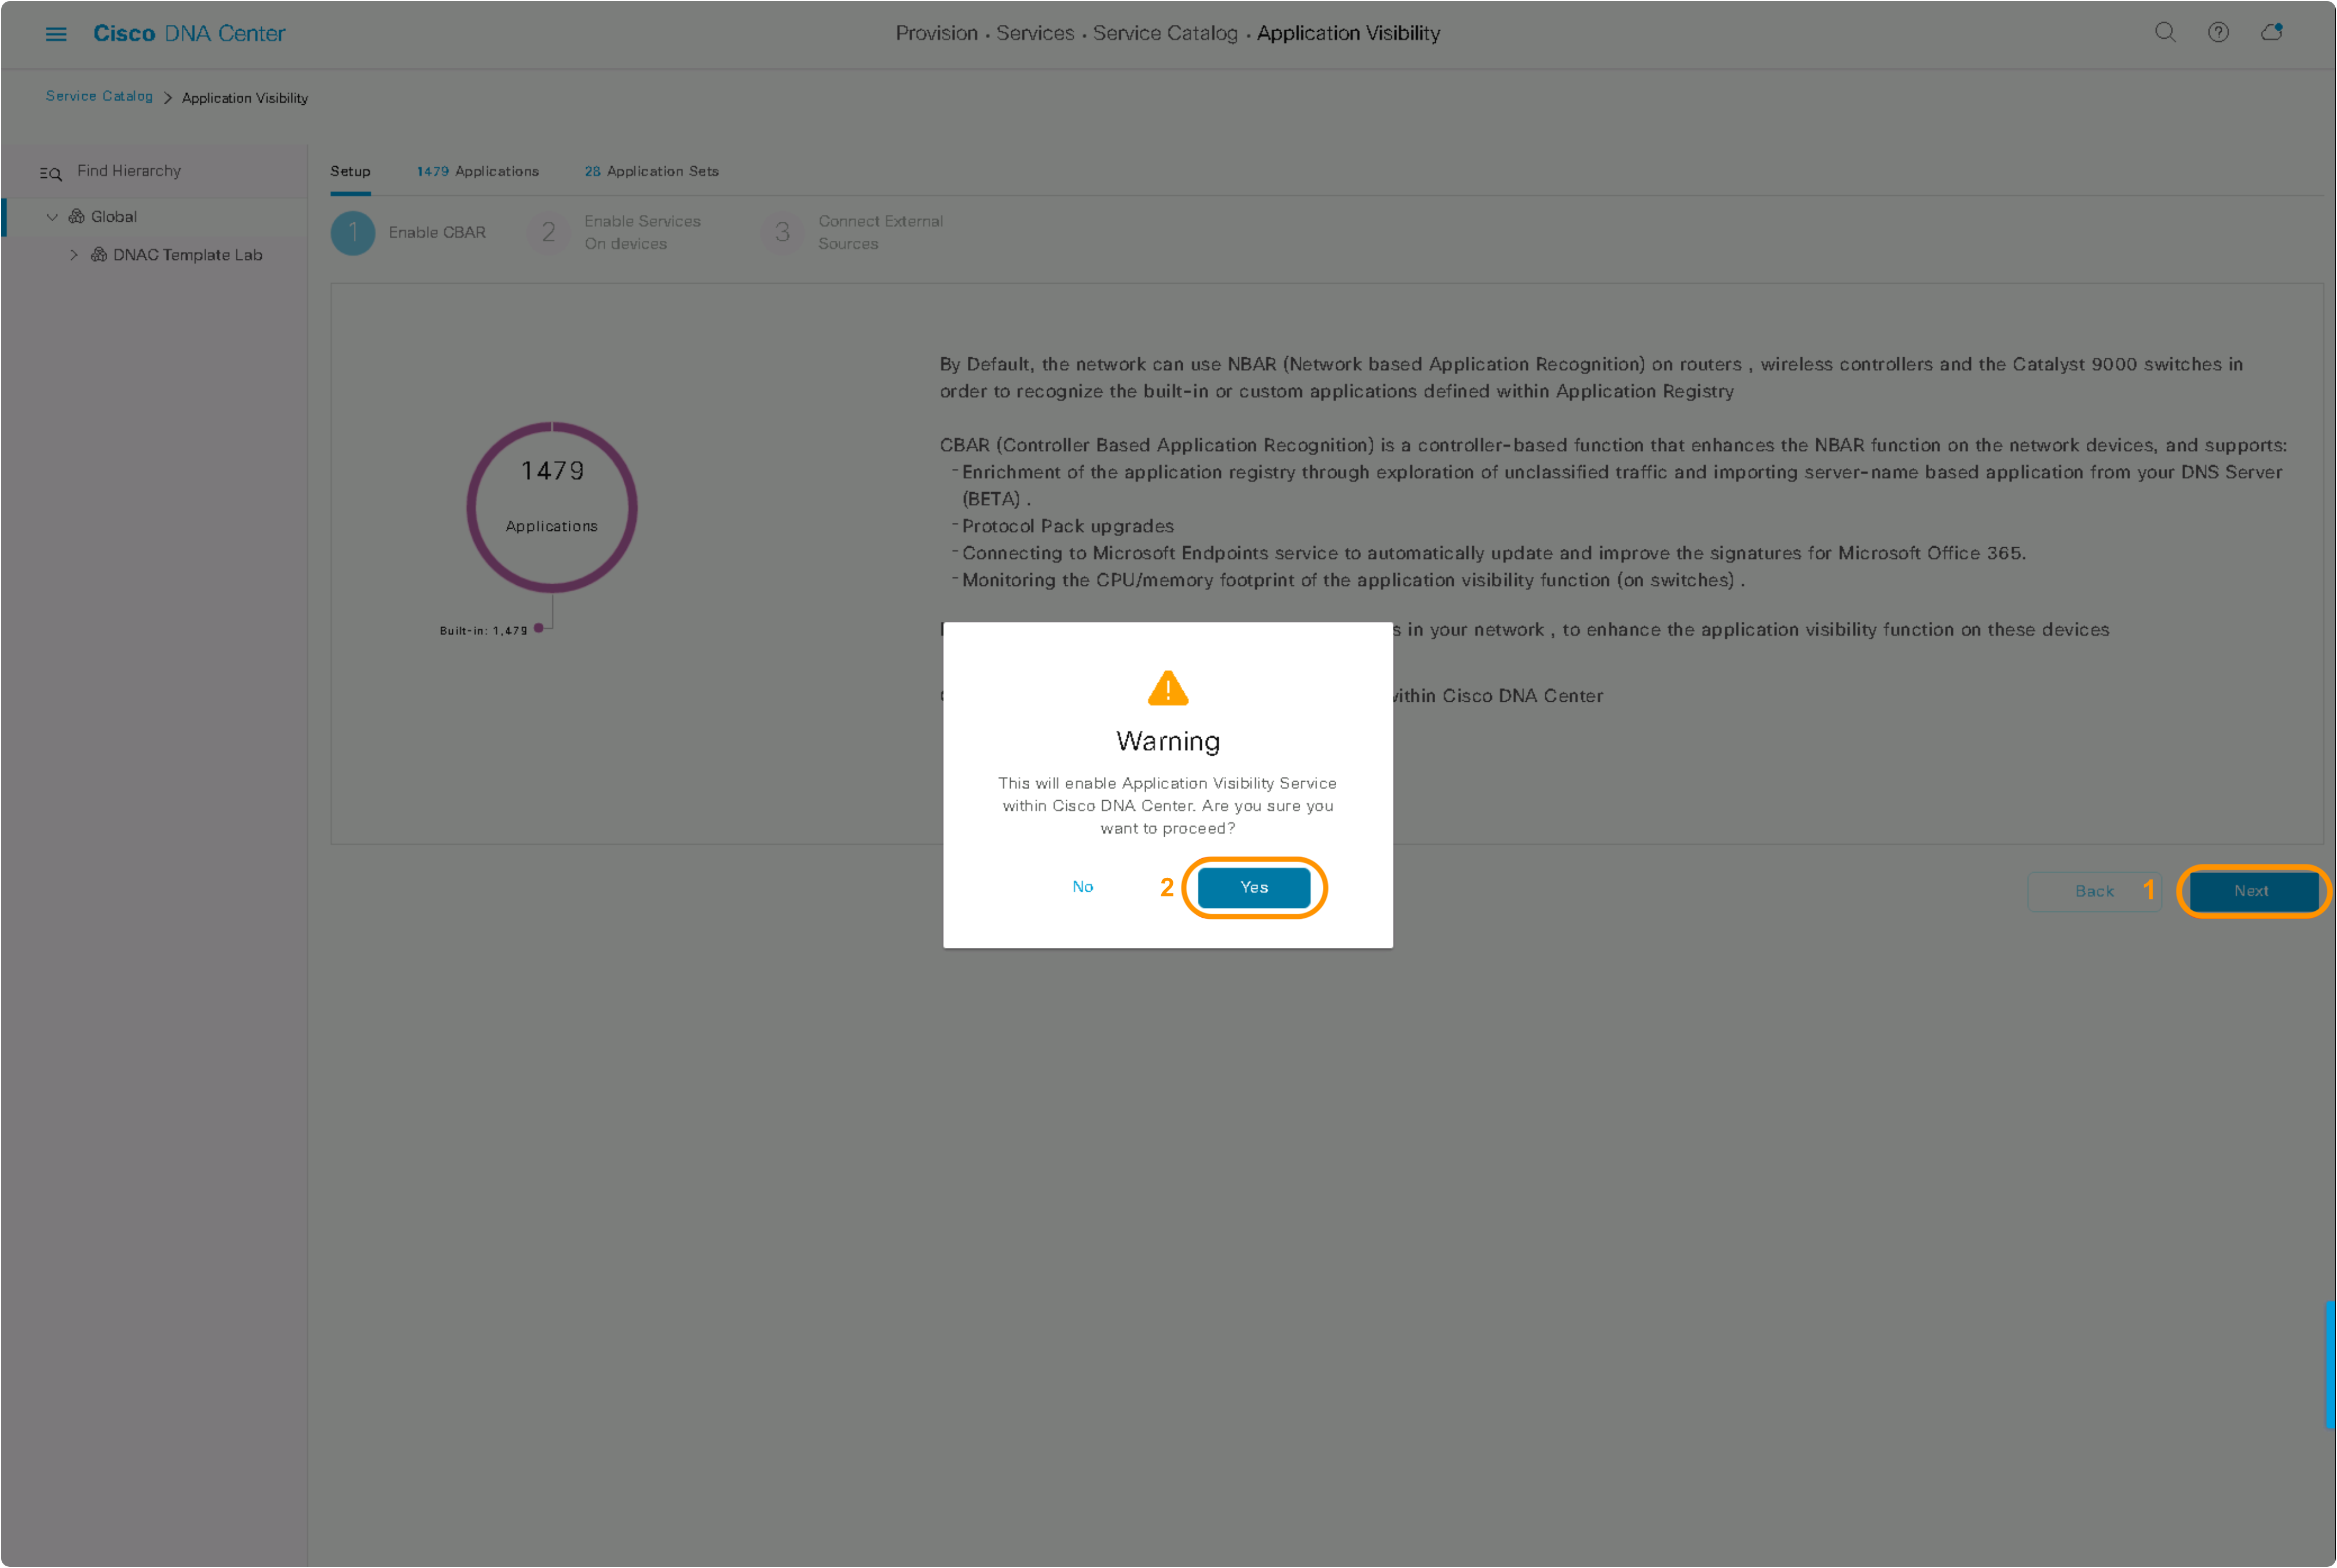 Cisco DNA Center
Provision • Services • Service Catalog • Application Visibility
Service Catalog > Application Visibility
Find Hierarchy
Global
DNAC Template Lab
Setup
1479 Applications
28 Application Sets
1 Enable CBAR
2 Enable Services
On devices
3 Connect External
Sources
1479
Applications
Built-in: 1,479
By Default, the network can use NBAR (Network based Application Recognition) on routers , wireless controllers and the Catalyst 9000 switches in
order to recognize the built-in or custom applications defined within Application Registry
CBAR (Controller Based Application Recognition) is a controller-based function that enhances the NBAR function on the network devices, and supports:
-Enrichment of the application registry through exploration of unclassified traffic and importing server-name based application from your DNS Server
(BETA) .
-Protocol Pack upgrades
-Connecting to Microsoft Endpoints service to automatically update and improve the signatures for Microsoft Office 365.
-Monitoring the CPU/memory footprint of the application visibility function (on switches) .
in your network , to enhance the application visibility function on these devices
Cisco DNA Center
Warning
This will enable Application Visibility Service
within Cisco DNA Center. Are you sure you
want to proceed?
No
2
Yes
Back
1
Next